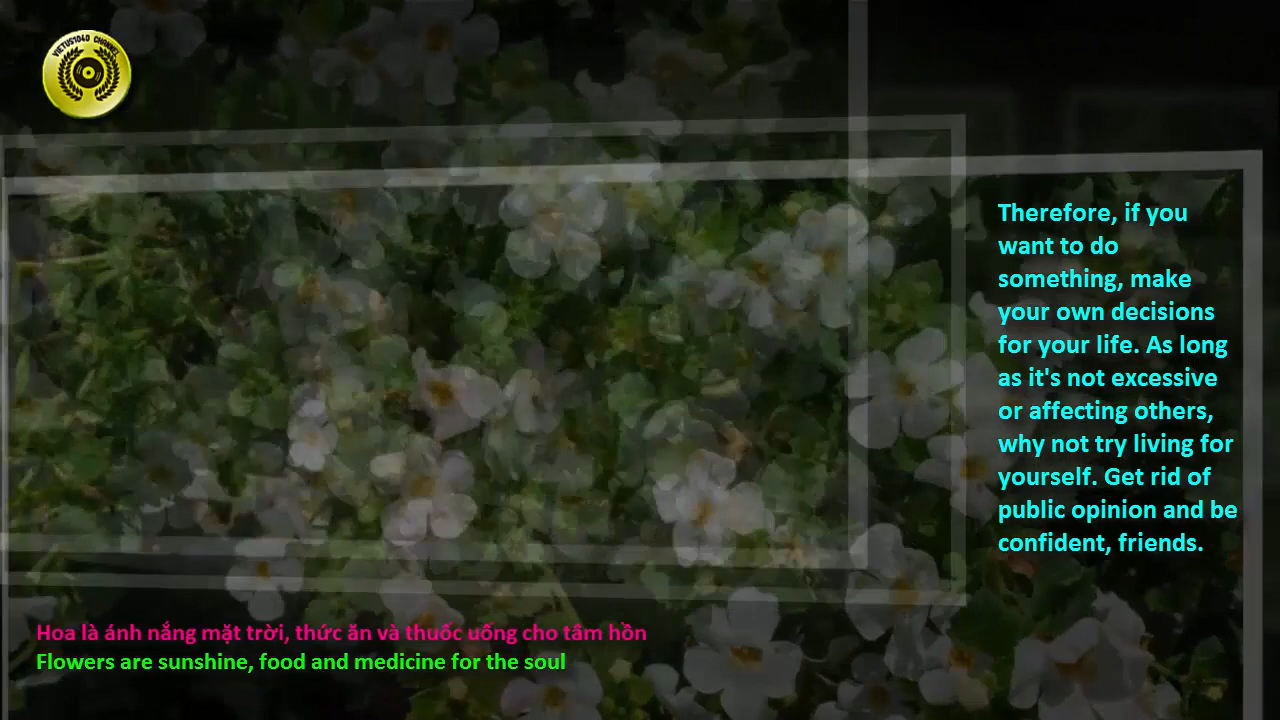 VIETUS1040 CHONNEL
Therefore, if you
want to do
something, make
your own decisions
for your life. As long
as it's not excessive
or affecting others,
why not try living for
yourself. Get rid of
public opinion and be
confident, friends.
Hoa là ánh nắng mặt trời, thức ăn và thuốc uống cho tâm hồn
Flowers are sunshine, food and medicine for the soul